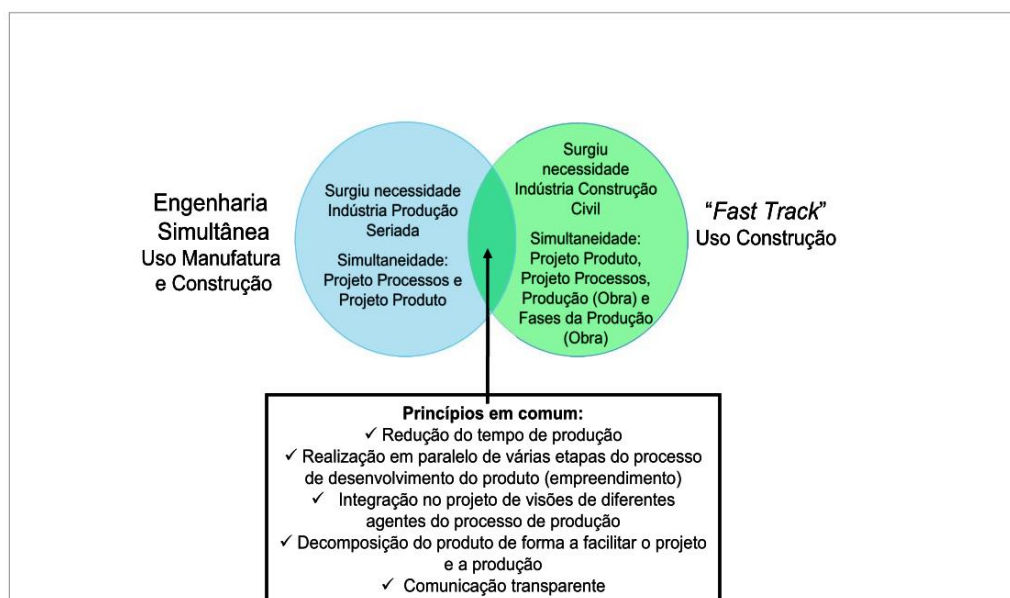 Engenharia
Simultânea
Uso Manufatura
e Construção
Surgiu necessidade
Indústria Produção
Seriada
Simultaneidade:
Projeto Processos e
Projeto Produto
Surgiu
necessidade
Indústria Construção
Civil
Simultaneidade:
Projeto Produto,
Projeto Processos,
Produção (Obra) e
Fases da Produção
(Obra)
“Fast Track”
Uso Construção
Princípios em comum:
✓ Redução do tempo de produção
✓ Realização em paralelo de várias etapas do processo
de desenvolvimento do produto (empreendimento)
✓ Integração no projeto de visões de diferentes
agentes do processo de produção
✓ Decomposição do produto de forma a facilitar o projeto
e a produção
✓ Comunicação transparente